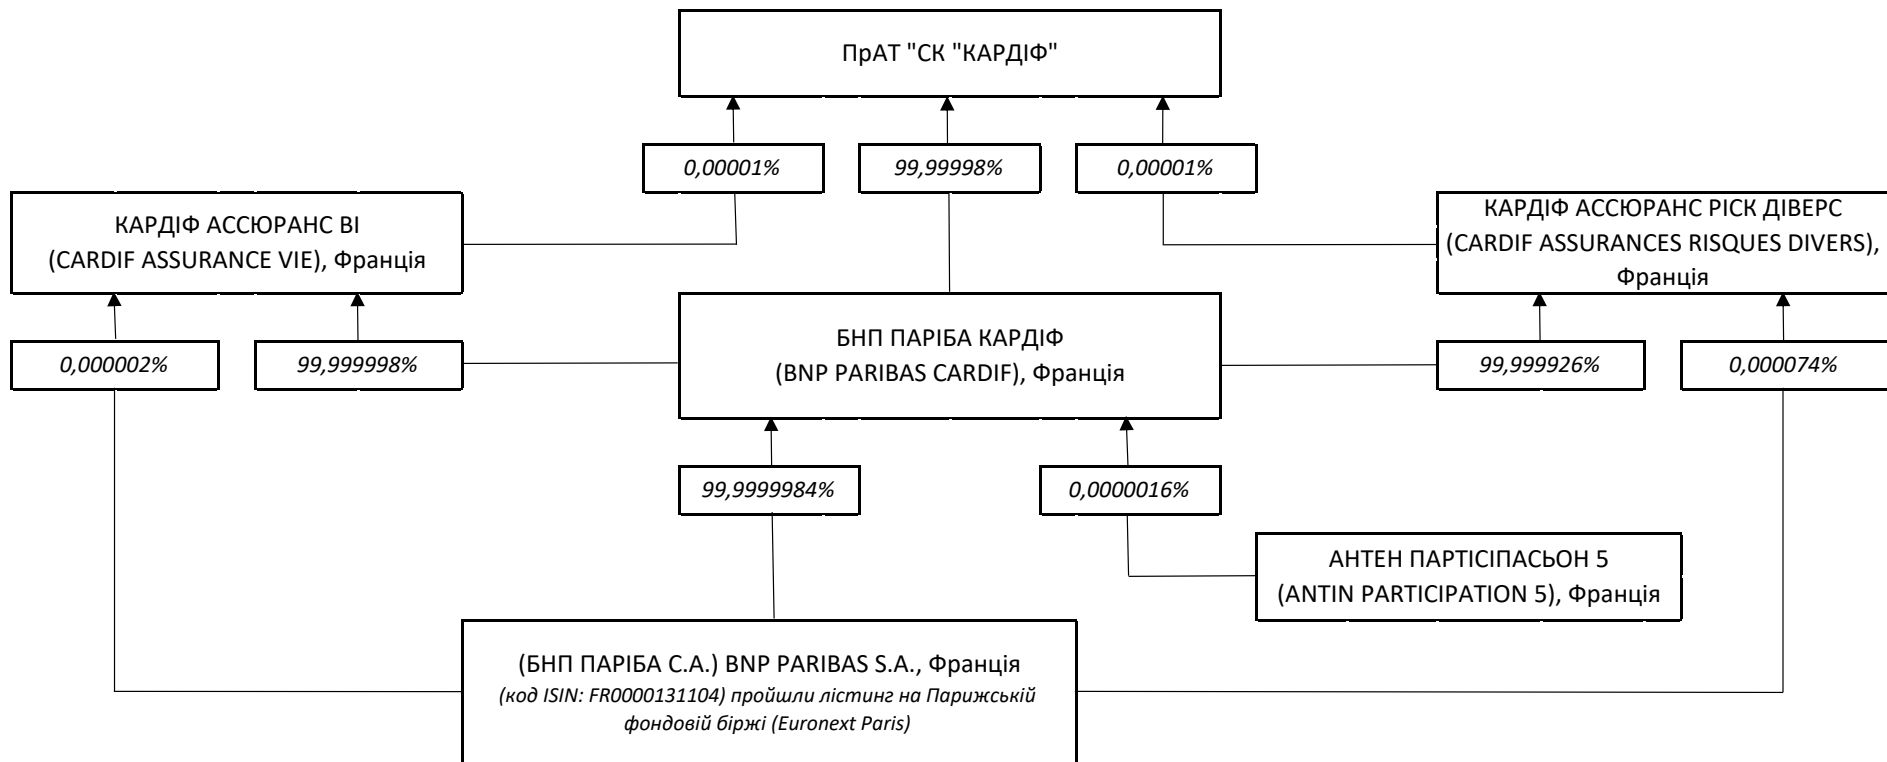 ПрАТ "СК "КАРДІФ"
0,00001%
99,99998%
0,00001%
КАРДІФ АССЮРАНС ВІ
(CARDIF ASSURANCE VIE), Франція
КАРДІФ АССЮРАНС РІСК ДІВЕРС
(CARDIF ASSURANCES RISQUES DIVERS),
Франція
БНП ПАРІБА КАРДІФ
(BNP PARIBAS CARDIF), Франція
0,000002%
99,999998%
99,999926%
0,000074%
99,9999984%
0,0000016%
АНТЕН ПАРТІСІПАСЬОН 5
(ANTIN PARTICIPATION 5), Франція
(БНП ПАРІБА С.А.) BNP PARIBAS S.A., Франція
(код ISIN: FR0000131104) пройшли лістинг на Парижській
фондовій біржі (Euronext Paris)